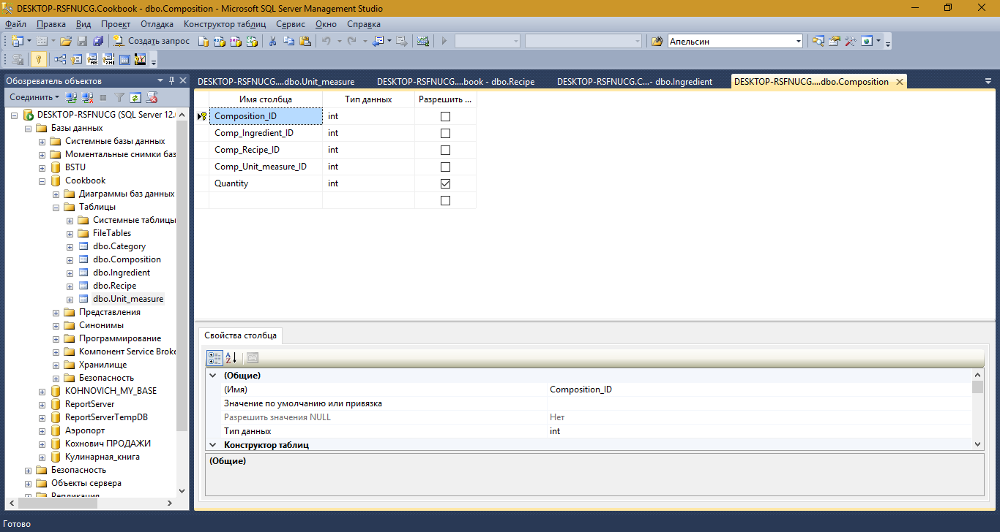 DESKTOP-RSFNUCG.Cookbook - dbo.Composition - Microsoft SQL Server Management Studio
Файл Правка Вид Проект Отладка Конструктор таблиц Сервис Окно Справка
Создать запрос Апельсин
Обозреватель объектов
DESKTOP-RSFNUCG....dbo.Unit_measure DESKTOP-RSFNUCG....book - dbo.Recipe DESKTOP-RSFNUCG.C...- dbo.Ingredient DESKTOP-RSFNUCG....dbo.Composition
Соединить
DESKTOP-RSFNUCG (SQL Server 12.
Базы данных
Системные базы данных
Моментальные снимки баз
BSTU
Cookbook
Диаграммы баз данных
Таблицы
Системные таблицы
FileTables
dbo.Category
dbo.Composition
dbo.Ingredient
dbo.Recipe
dbo.Unit_measure
Представления
Синонимы
Программирование
Компонент Service Broke
Хранилище
Безопасность
KOHNOVICH_MY_BASE
ReportServer
ReportServerTempDB
Аэропорт
Кохнович ПРОДАЖИ
Кулинарная_книга
Безопасность
Объекты сервера
Репликация
Имя столбца Тип данных Разрешить ...
Composition_ID int
Comp_Ingredient_ID int
Comp_Recipe_ID int
Comp_Unit_measure_ID int
Quantity int
Свойства столбца
(Общие)
(Имя) Composition_ID
Значение по умолчанию или привязка
Разрешить значения NULL Нет
Тип данных int
Конструктор таблиц
(Общие)
Готово